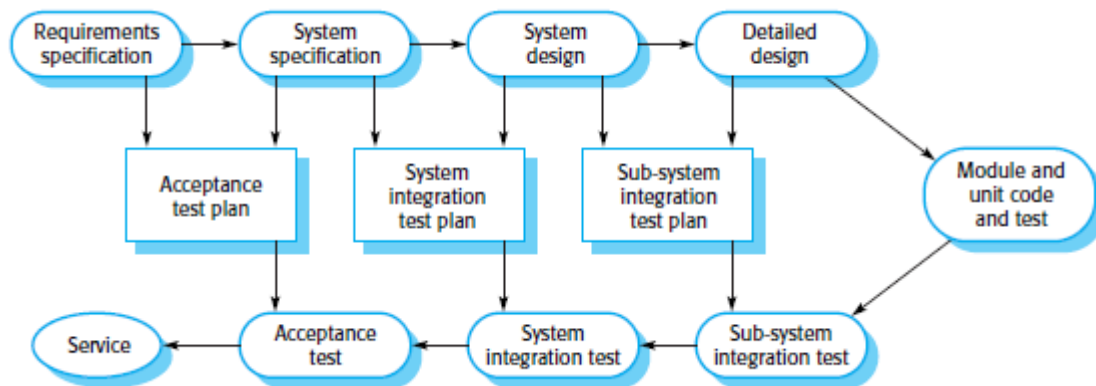 Requirements
specification
System
specification
System
design
Detailed
design
Acceptance
test plan
System
integration
test plan
Sub-system
integration
test plan
Module and
unit code
and test
Service
Acceptance
test
System
integration test
Sub-system
integration test